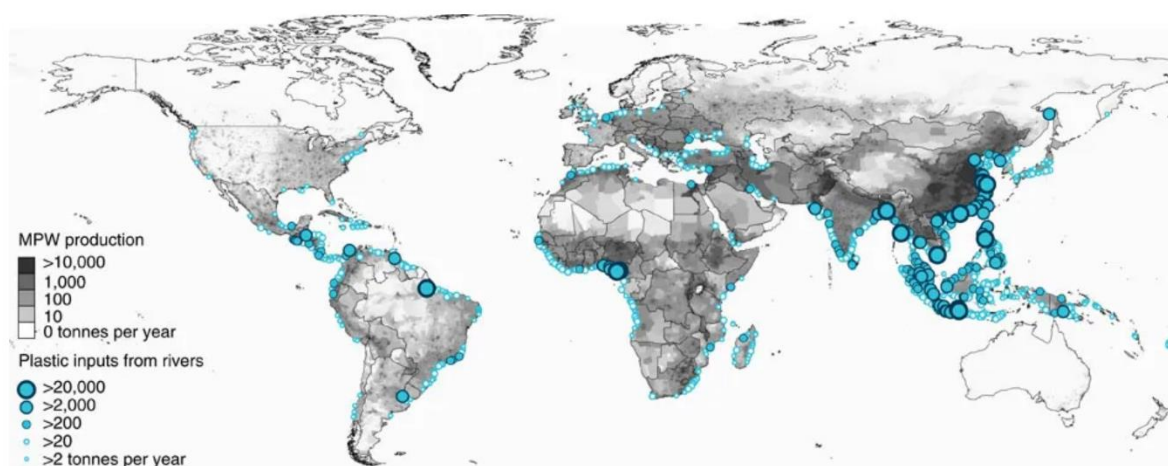 MPW production
>10,000
1,000
100
10
0 tonnes per year
Plastic inputs from rivers
>20,000
>2,000
>200
>20
>2 tonnes per year